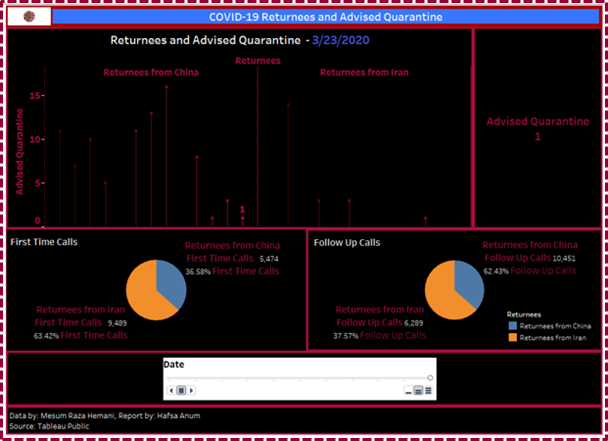 COVID-19 Returnees and Advised Quarantine
Returnees and Advised Quarantine - 3/23/2020
Returnees
Returnees from China
Returnees from Iran
Advised Quarantine
15
10
5
0
1
Advised Quarantine
1
First Time Calls
Returnees from China
First Time Calls 5,474
36.58% First Time Calls
Returnees from Iran
First Time Calls 9,489
63.42% First Time Calls
Follow Up Calls
Returnees from China
Follow Up Calls 10,451
62.43% Follow Up Calls
Returnees from Iran
Follow Up Calls 6,289
37.57% Follow Up Calls
Returnees
Returnees from China
Returnees from Iran
Date
Data by: Mesum Raza Hemani, Report by: Hafsa Anum
Source: Tableau Public